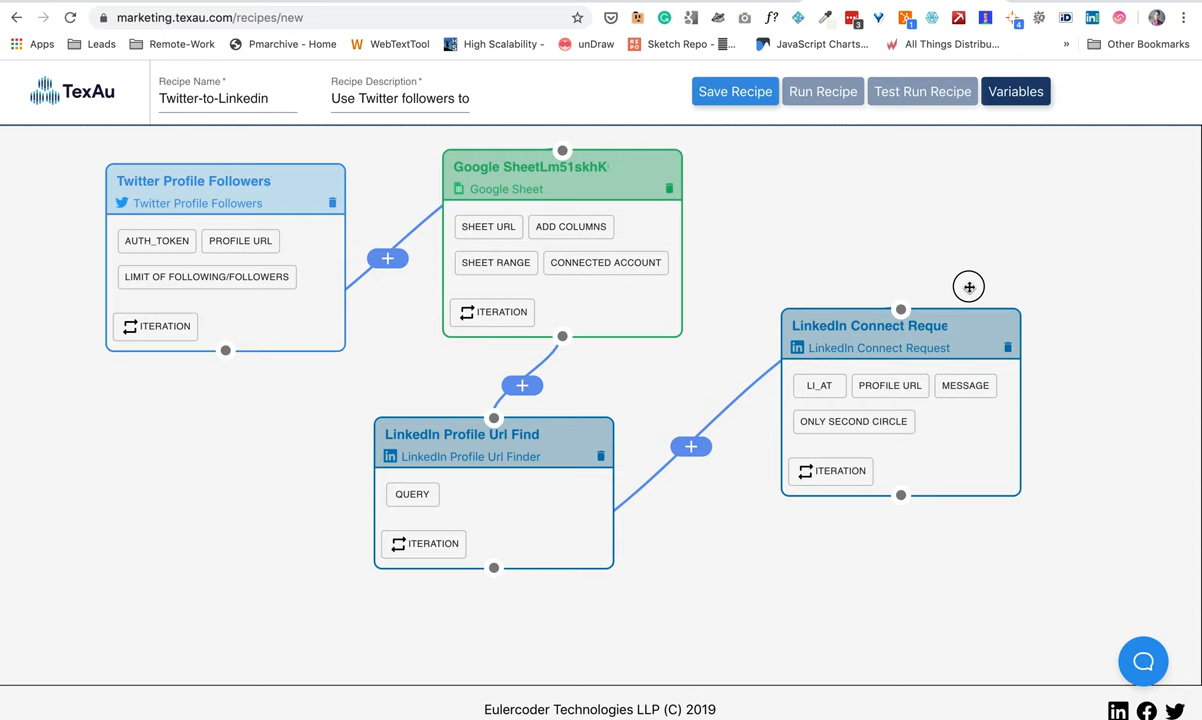 marketing.texau.com/recipes/new
f?
3
1
iD
4
Apps
Leads
Remote-Work
Pmarchive - Home
WebTextTool
High Scalability -
unDraw
Sketch Repo -
JavaScript Charts...
All Things Distribu...
»
Other Bookmarks
TexAu
Recipe Name*
Twitter-to-Linkedin
Recipe Description*
Use Twitter followers to
Save Recipe
Run Recipe
Test Run Recipe
Variables
Twitter Profile Followers
Twitter Profile Followers
AUTH_TOKEN
PROFILE URL
LIMIT OF FOLLOWING/FOLLOWERS
ITERATION
Google SheetLm51skhK
Google Sheet
SHEET URL
ADD COLUMNS
SHEET RANGE
CONNECTED ACCOUNT
ITERATION
LinkedIn Profile Url Find
LinkedIn Profile Url Finder
QUERY
ITERATION
LinkedIn Connect Reque
LinkedIn Connect Request
LI_AT
PROFILE URL
MESSAGE
ONLY SECOND CIRCLE
ITERATION
Eulercoder Technologies LLP (C) 2019